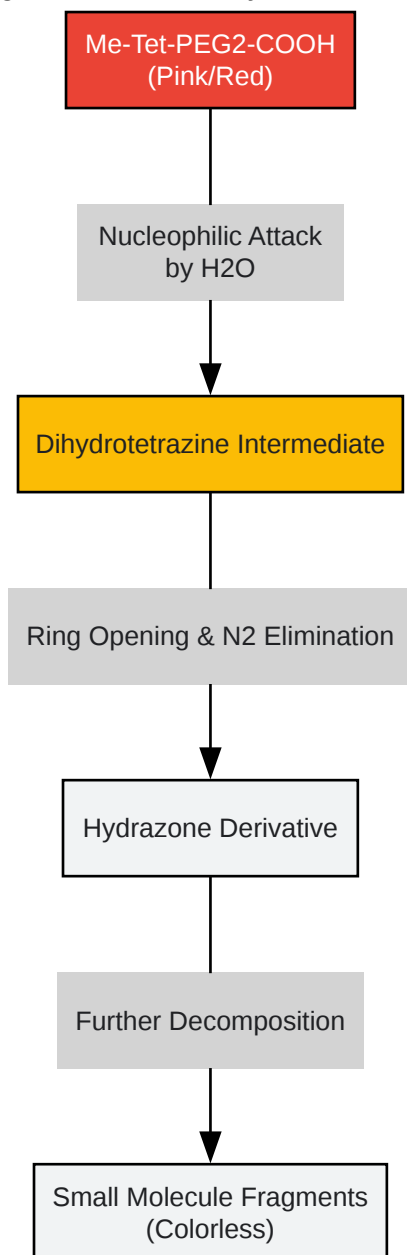 Me-Tet-PEG2-COOH
(Pink/Red)
Nucleophilic Attack
by H2O
Dihydrotetrazine Intermediate
Ring Opening & N2 Elimination
Hydrazone Derivative
Further Decomposition
Small Molecule Fragments
(Colorless)